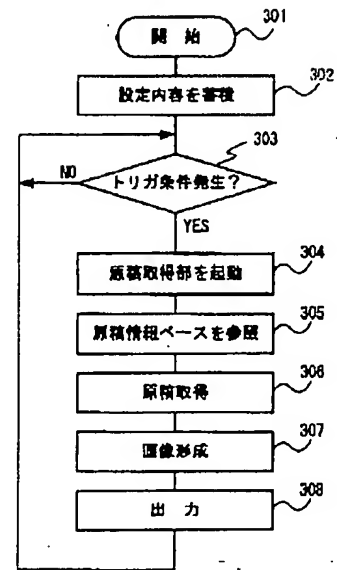 開 始
301
設定内容を蓄積
302
303
NO
トリガ条件発生?
YES
304
原稿取得部を起動
305
原稿情報ベースを参照
306
原稿取得
307
画像形成
308
出 力